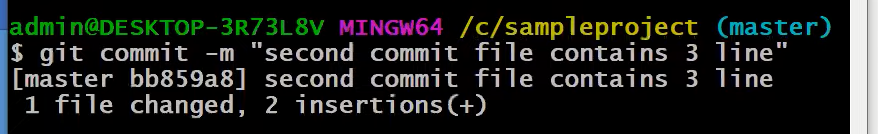 admin@DESKTOP-3R73L8V MINGW64 /c/sampleproject (master)
$ git commit -m "second commit file contains 3 line"
[master bb859a8] second commit file contains 3 line
 1 file changed, 2 insertions(+)